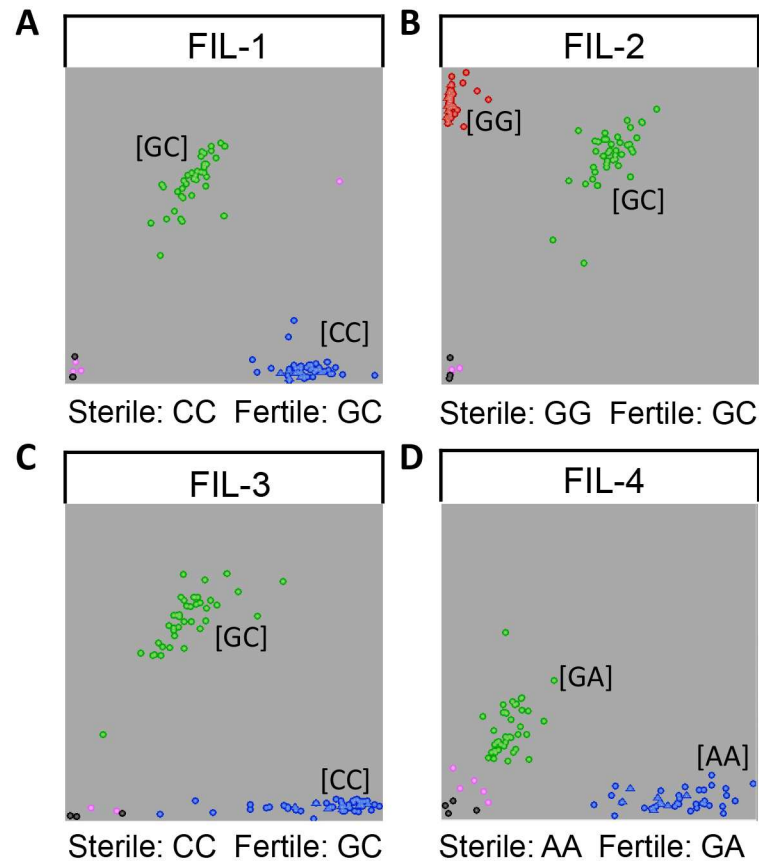 A
FIL-1
[GC]
[CC]
Sterile: CC Fertile: GC
B
FIL-2
[GG]
[GC]
Sterile: GG Fertile: GC
C
FIL-3
[GC]
[CC]
Sterile: CC Fertile: GC
D
FIL-4
[GA]
[AA]
Sterile: AA Fertile: GA